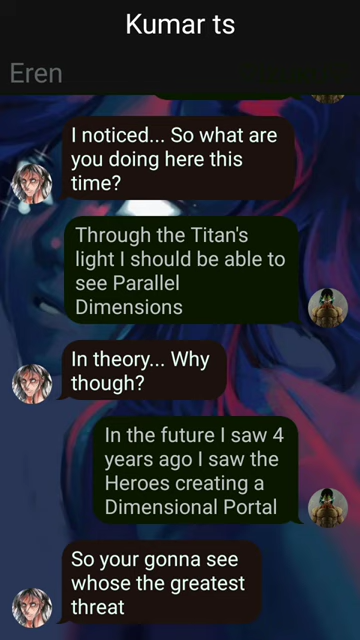 Kumar ts
Eren
I noticed... So what are
you doing here this
time?
Through the Titan's
light I should be able to
see Parallel
Dimensions
In theory... Why
though?
In the future I saw 4
years ago I saw the
Heroes creating a
Dimensional Portal
So your gonna see
whose the greatest
threat